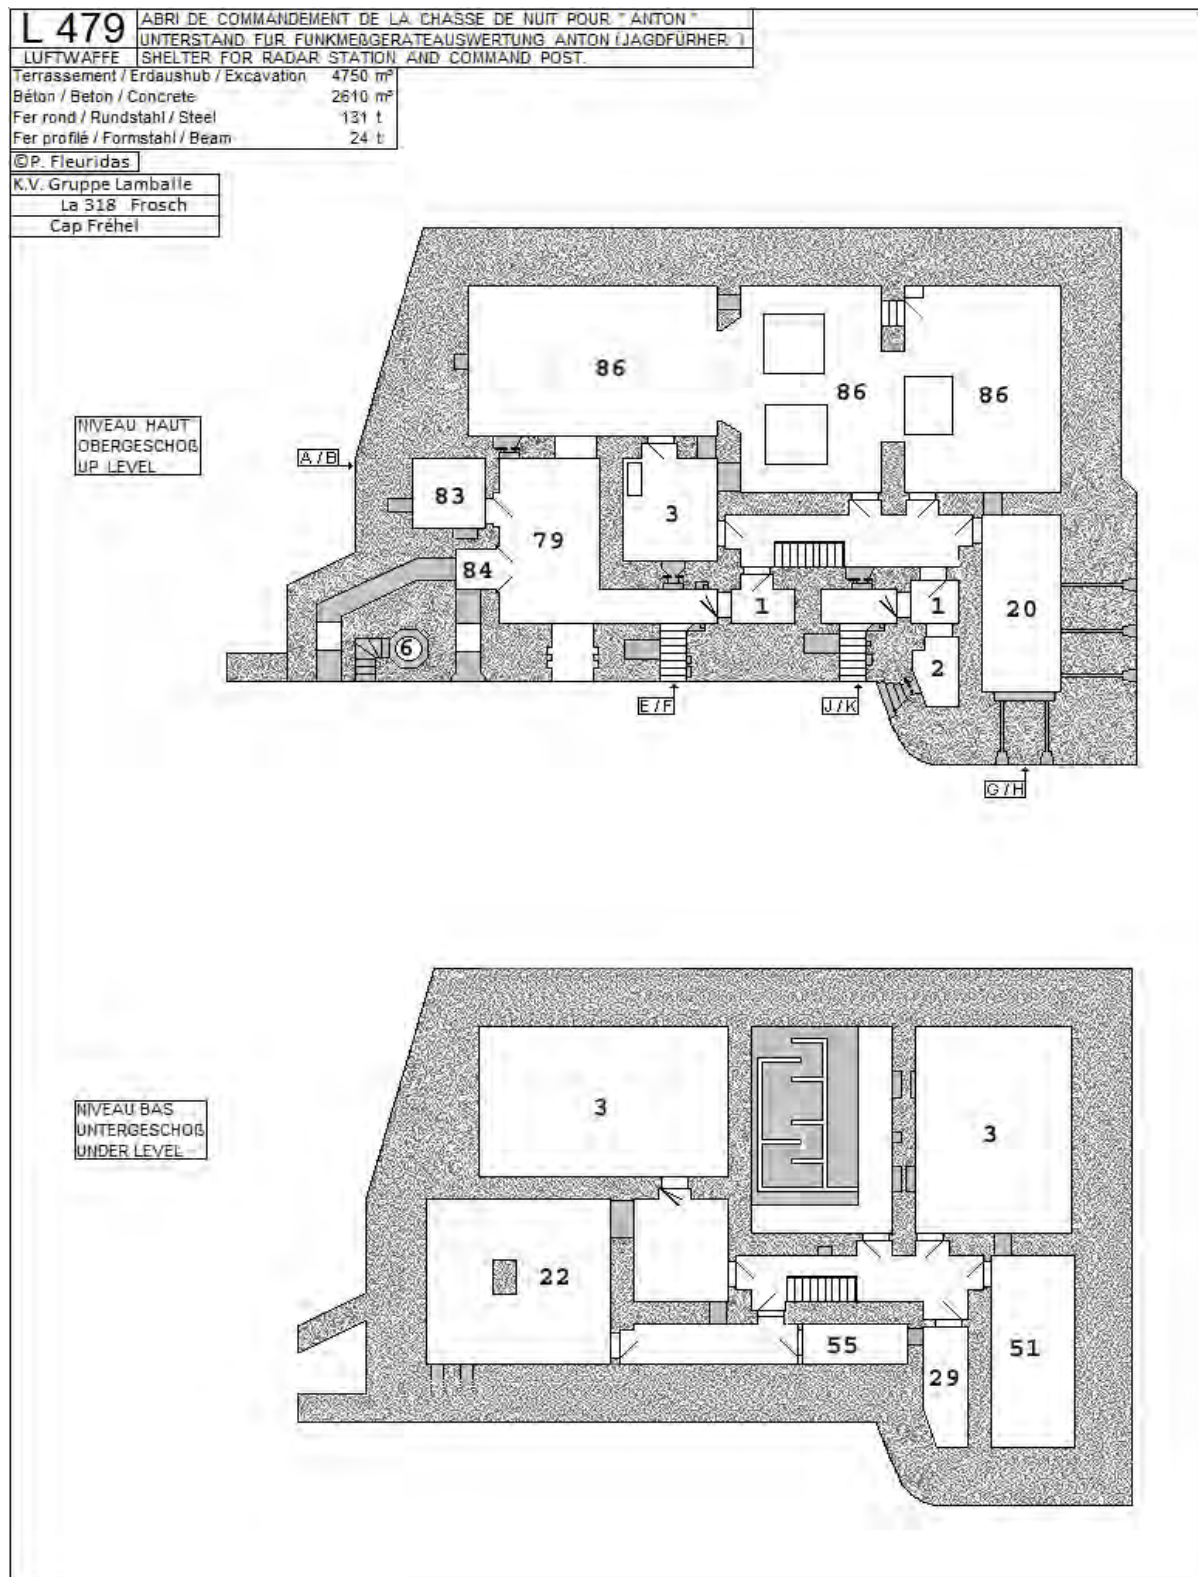 L 479
ABRI DE COMMANDEMENT DE LA CHASSE DE NUIT POUR " ANTON "
UNTERSTAND FUR FUNKMEßGERATEAUSWERTUNG ANTON (JAGDFÜRHER )
LUFTWAFFE SHELTER FOR RADAR STATION AND COMMAND POST.
Terrassement / Erdaushub / Excavation 4750 m³
Béton / Beton / Concrete 2610 m³
Fer rond / Rundstahl / Steel 131 t
Fer profilé / Formstahl / Beam 24 t
©P. Fleuridas
K.V. Gruppe Lamballe
La 318 Frosch
Cap Fréhel
NIVEAU HAUT
OBERGESCHOß
UP LEVEL
A / B
86
86
86
83
3
79
84
1
1
20
6
2
E / F
J / K
G / H
NIVEAU BAS
UNTERGESCHOß
UNDER LEVEL
3
3
22
55
51
29